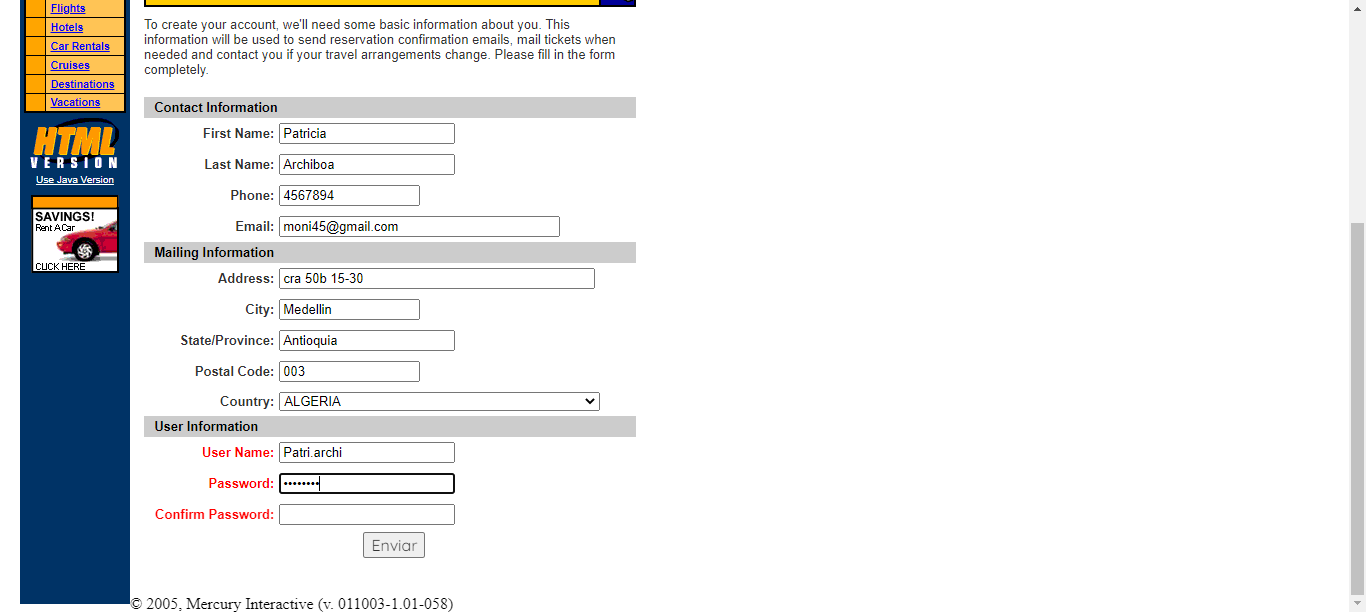 Flights
Hotels
Car Rentals
Cruises
Destinations
Vacations
HTML
VERSION
Use Java Version
SAVINGS!
Rent A Car
CLICK HERE
To create your account, we'll need some basic information about you. This
information will be used to send reservation confirmation emails, mail tickets when
needed and contact you if your travel arrangements change. Please fill in the form
completely.
Contact Information
First Name: Patricia
Last Name: Archiboa
Phone: 4567894
Email: moni45@gmail.com
Mailing Information
Address: cra 50b 15-30
City: Medellin
State/Province: Antioquia
Postal Code: 003
Country: ALGERIA
User Information
User Name: Patri.archi
Password: ••••••••
Confirm Password:
Enviar
© 2005, Mercury Interactive (v. 011003-1.01-058)